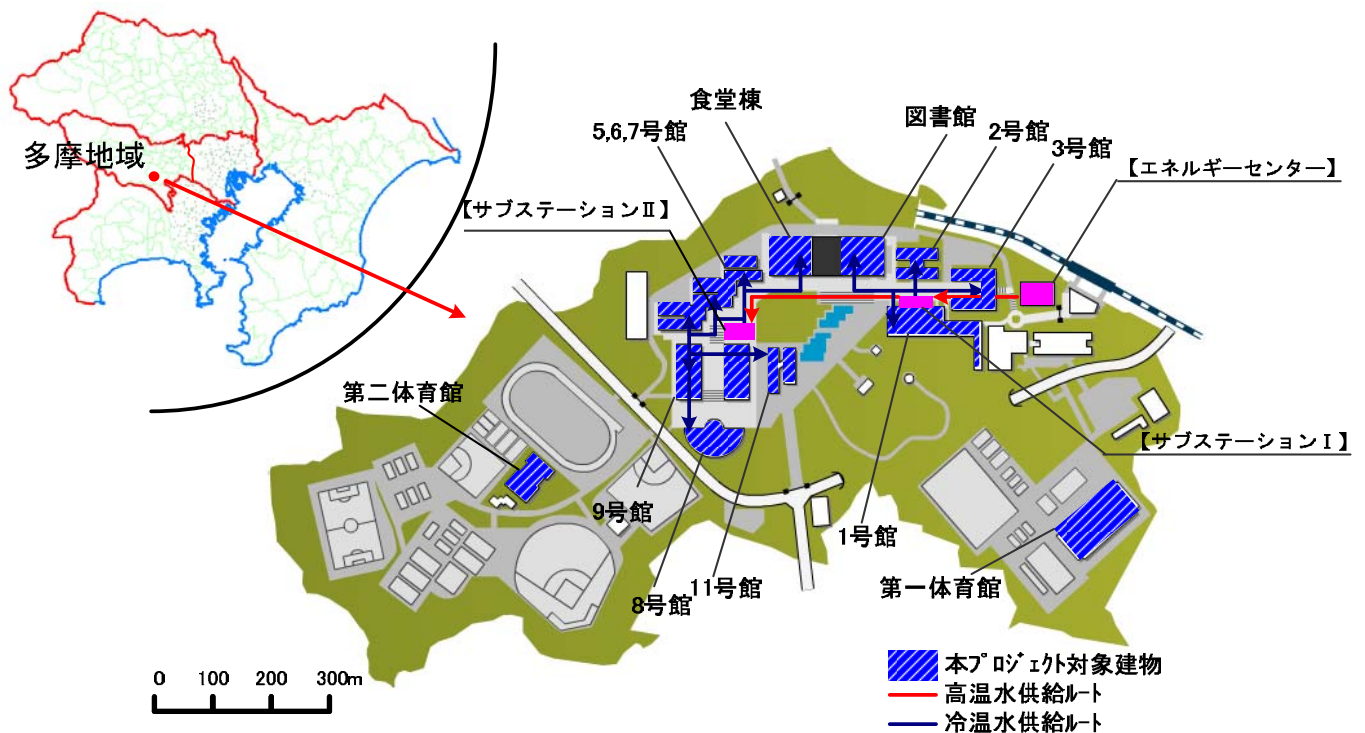 多摩地域
食堂棟
5,6,7号館
図書館
2号館
3号館
【エネルギーセンター】
【サブステーションⅡ】
第二体育館
【サブステーションⅠ】
9号館
1号館
第一体育館
8号館
11号館
0 100 200 300m
本プロジェクト対象建物
高温水供給ルート
冷温水供給ルート